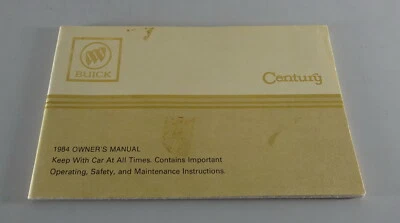 BUICK
Century
1984 OWNER'S MANUAL
Keep With Car At All Times. Contains Important
Operating, Safety, and Maintenance Instructions.